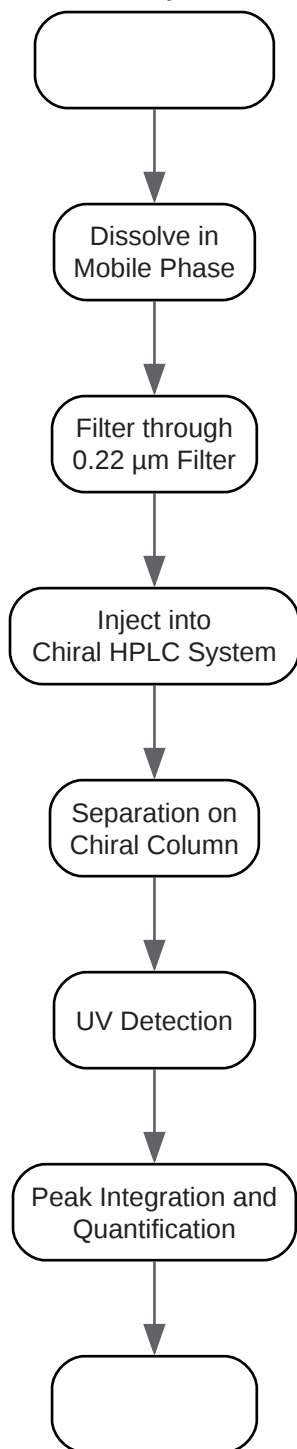 Dissolve in
Mobile Phase
Filter through
0.22 µm Filter
Inject into
Chiral HPLC System
Separation on
Chiral Column
UV Detection
Peak Integration and
Quantification